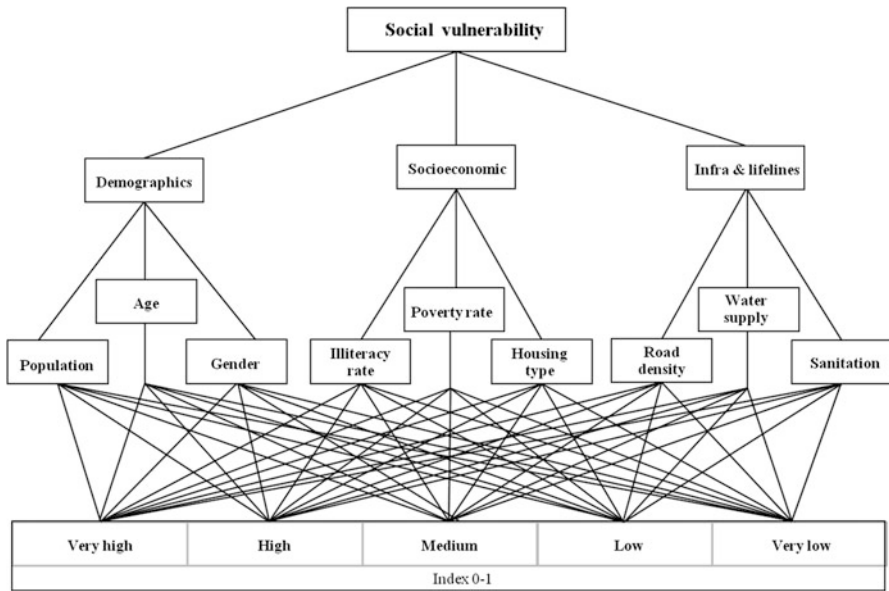 Social vulnerability
Demographics
Socioeconomic
Infra & lifelines
Age
Poverty rate
Water
supply
Population
Gender
Illiteracy
rate
Housing
type
Road
density
Sanitation
Very high
High
Medium
Low
Very low
Index 0-1